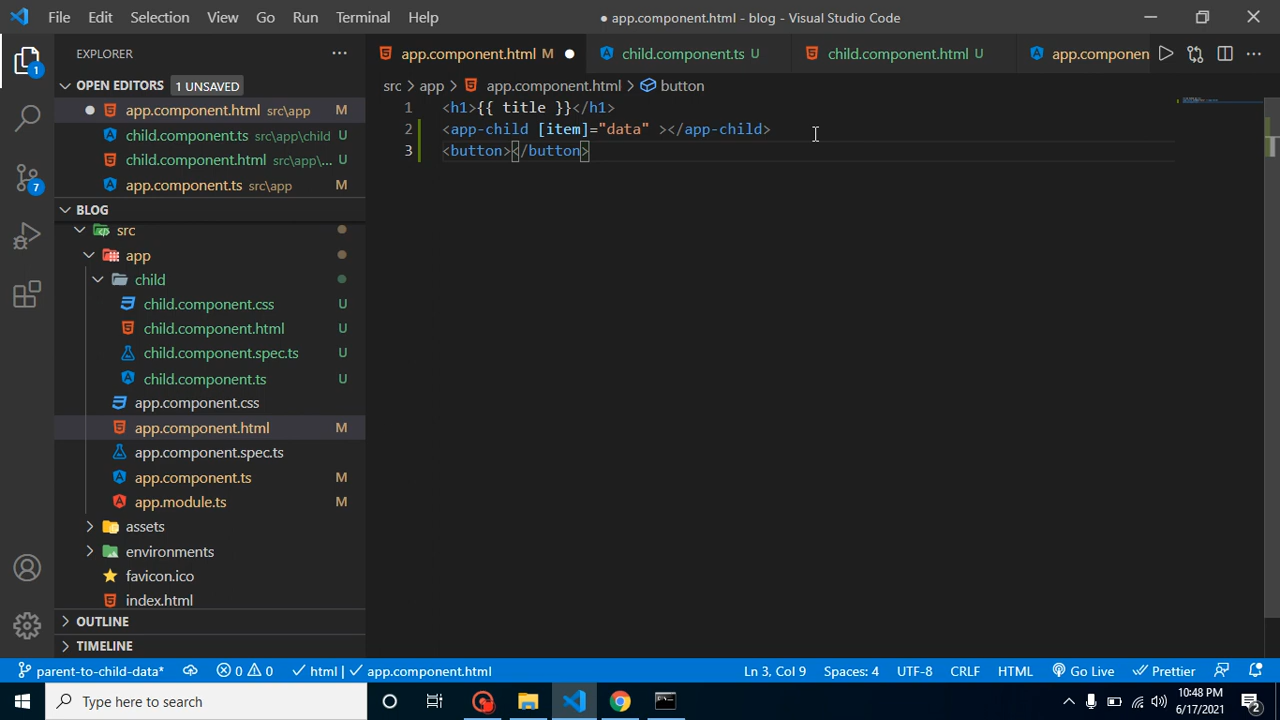 File Edit Selection View Go Run Terminal Help
● app.component.html - blog - Visual Studio Code
EXPLORER ···
app.component.html M ●
child.component.ts U
child.component.html U
app.componen
1
OPEN EDITORS 1 UNSAVED
● app.component.html src\app M
child.component.ts src\app\child U
child.component.html src\app\... U
app.component.ts src\app M
src > app > app.component.html > button
1 <h1>{{ title }}</h1>
2 <app-child [item]="data" ></app-child>
3 <button></button>
7
BLOG
src
app
child
child.component.css U
child.component.html U
child.component.spec.ts U
child.component.ts U
app.component.css
app.component.html M
app.component.spec.ts
app.component.ts M
app.module.ts M
assets
environments
favicon.ico
index.html
OUTLINE
TIMELINE
parent-to-child-data* 0 0 html | app.component.html Ln 3, Col 9 Spaces: 4 UTF-8 CRLF HTML Go Live Prettier
Type here to search
10:48 PM
6/17/2021
2